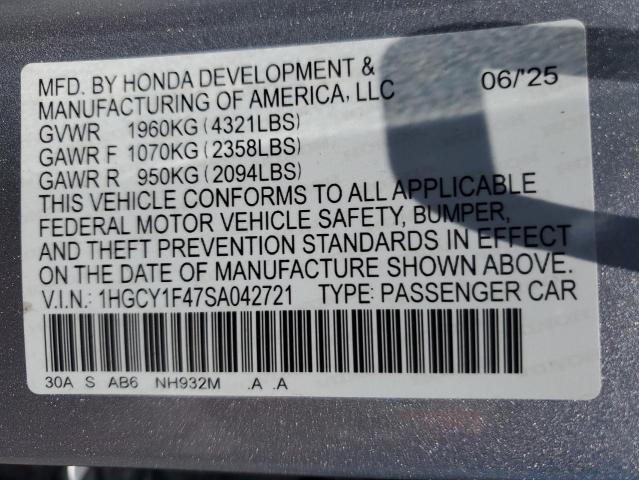 MFD. BY HONDA DEVELOPMENT &
MANUFACTURING OF AMERICA, LLC 06/'25
GVWR 1960KG (4321LBS)
GAWR F 1070KG (2358LBS)
GAWR R 950KG (2094LBS)
THIS VEHICLE CONFORMS TO ALL APPLICABLE
FEDERAL MOTOR VEHICLE SAFETY, BUMPER,
AND THEFT PREVENTION STANDARDS IN EFFECT
ON THE DATE OF MANUFACTURE SHOWN ABOVE.
V.I.N.: 1HGCY1F47SA042721 TYPE: PASSENGER CAR
30A S AB6 NH932M .A .A